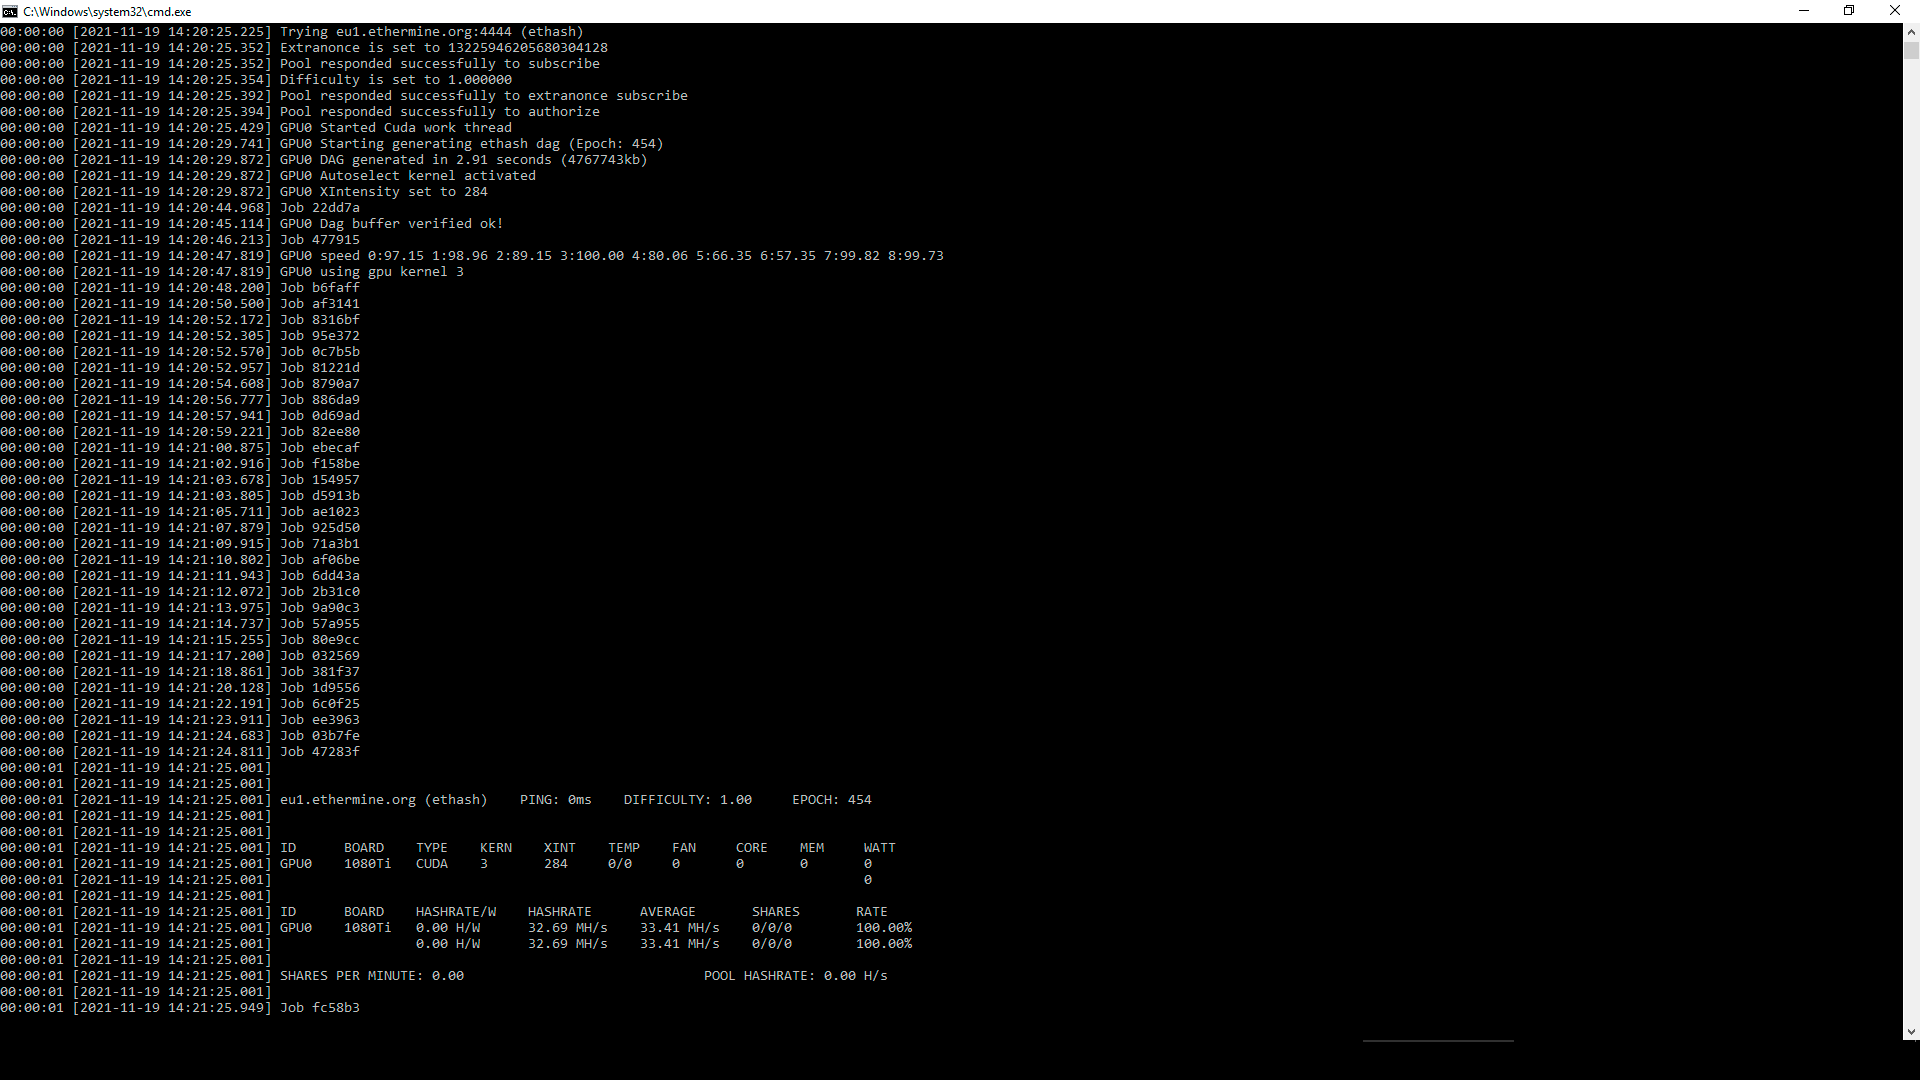 C:\Windows\system32\cmd.exe
00:00:00 [2021-11-19 14:20:25.225] Trying eu1.ethermine.org:4444 (ethash)
00:00:00 [2021-11-19 14:20:25.352] Extranonce is set to 13225946205680304128
00:00:00 [2021-11-19 14:20:25.352] Pool responded successfully to subscribe
00:00:00 [2021-11-19 14:20:25.354] Difficulty is set to 1.000000
00:00:00 [2021-11-19 14:20:25.392] Pool responded successfully to extranonce subscribe
00:00:00 [2021-11-19 14:20:25.394] Pool responded successfully to authorize
00:00:00 [2021-11-19 14:20:25.429] GPU0 Started Cuda work thread
00:00:00 [2021-11-19 14:20:29.741] GPU0 Starting generating ethash dag (Epoch: 454)
00:00:00 [2021-11-19 14:20:29.872] GPU0 DAG generated in 2.91 seconds (4767743kb)
00:00:00 [2021-11-19 14:20:29.872] GPU0 Autoselect kernel activated
00:00:00 [2021-11-19 14:20:29.872] GPU0 XIntensity set to 284
00:00:00 [2021-11-19 14:20:44.968] Job 22dd7a
00:00:00 [2021-11-19 14:20:45.114] GPU0 Dag buffer verified ok!
00:00:00 [2021-11-19 14:20:46.213] Job 477915
00:00:00 [2021-11-19 14:20:47.819] GPU0 speed 0:97.15 1:98.96 2:89.15 3:100.00 4:80.06 5:66.35 6:57.35 7:99.82 8:99.73
00:00:00 [2021-11-19 14:20:47.819] GPU0 using gpu kernel 3
00:00:00 [2021-11-19 14:20:48.200] Job b6faff
00:00:00 [2021-11-19 14:20:50.500] Job af3141
00:00:00 [2021-11-19 14:20:52.172] Job 8316bf
00:00:00 [2021-11-19 14:20:52.305] Job 95e372
00:00:00 [2021-11-19 14:20:52.570] Job 0c7b5b
00:00:00 [2021-11-19 14:20:52.957] Job 81221d
00:00:00 [2021-11-19 14:20:54.608] Job 8790a7
00:00:00 [2021-11-19 14:20:56.777] Job 886da9
00:00:00 [2021-11-19 14:20:57.941] Job 0d69ad
00:00:00 [2021-11-19 14:20:59.221] Job 82ee80
00:00:00 [2021-11-19 14:21:00.875] Job ebecaf
00:00:00 [2021-11-19 14:21:02.916] Job f158be
00:00:00 [2021-11-19 14:21:03.678] Job 154957
00:00:00 [2021-11-19 14:21:03.805] Job d5913b
00:00:00 [2021-11-19 14:21:05.711] Job ae1023
00:00:00 [2021-11-19 14:21:07.879] Job 925d50
00:00:00 [2021-11-19 14:21:09.915] Job 71a3b1
00:00:00 [2021-11-19 14:21:10.802] Job af06be
00:00:00 [2021-11-19 14:21:11.943] Job 6dd43a
00:00:00 [2021-11-19 14:21:12.072] Job 2b31c0
00:00:00 [2021-11-19 14:21:13.975] Job 9a90c3
00:00:00 [2021-11-19 14:21:14.737] Job 57a955
00:00:00 [2021-11-19 14:21:15.255] Job 80e9cc
00:00:00 [2021-11-19 14:21:17.200] Job 032569
00:00:00 [2021-11-19 14:21:18.861] Job 381f37
00:00:00 [2021-11-19 14:21:20.128] Job 1d9556
00:00:00 [2021-11-19 14:21:22.191] Job 6c0f25
00:00:00 [2021-11-19 14:21:23.911] Job ee3963
00:00:00 [2021-11-19 14:21:24.683] Job 03b7fe
00:00:00 [2021-11-19 14:21:24.811] Job 47283f
00:00:01 [2021-11-19 14:21:25.001]
00:00:01 [2021-11-19 14:21:25.001]
00:00:01 [2021-11-19 14:21:25.001] eu1.ethermine.org (ethash)    PING: 0ms    DIFFICULTY: 1.00     EPOCH: 454
00:00:01 [2021-11-19 14:21:25.001]
00:00:01 [2021-11-19 14:21:25.001]
00:00:01 [2021-11-19 14:21:25.001] ID      BOARD    TYPE    KERN    XINT    TEMP    FAN     CORE    MEM     WATT
00:00:01 [2021-11-19 14:21:25.001] GPU0    1080Ti   CUDA    3       284     0/0     0       0       0       0
00:00:01 [2021-11-19 14:21:25.001]                                                                          0
00:00:01 [2021-11-19 14:21:25.001]
00:00:01 [2021-11-19 14:21:25.001] ID      BOARD    HASHRATE/W    HASHRATE      AVERAGE       SHARES       RATE
00:00:01 [2021-11-19 14:21:25.001] GPU0    1080Ti   0.00 H/W      32.69 MH/s    33.41 MH/s    0/0/0        100.00%
00:00:01 [2021-11-19 14:21:25.001]                  0.00 H/W      32.69 MH/s    33.41 MH/s    0/0/0        100.00%
00:00:01 [2021-11-19 14:21:25.001]
00:00:01 [2021-11-19 14:21:25.001] SHARES PER MINUTE: 0.00                              POOL HASHRATE: 0.00 H/s
00:00:01 [2021-11-19 14:21:25.001]
00:00:01 [2021-11-19 14:21:25.949] Job fc58b3